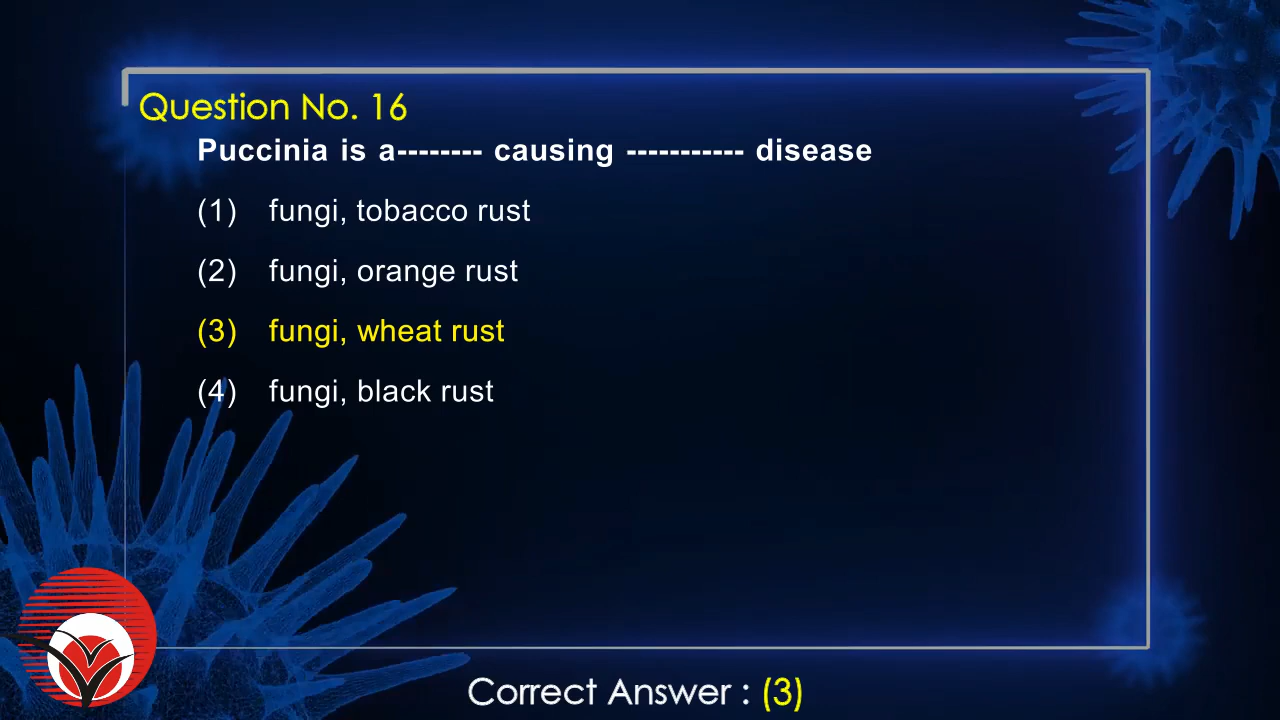 Question No. 16
Puccinia is a-------- causing ----------- disease
(1) fungi, tobacco rust
(2) fungi, orange rust
(3) fungi, wheat rust
(4) fungi, black rust
Correct Answer : (3)